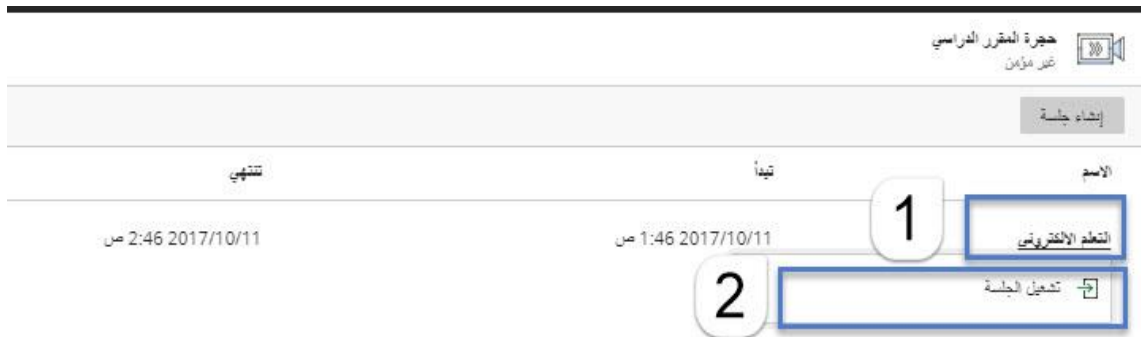 حجرة المقرر الدراسي
غير مؤمن
إنشاء جلسة
الاسم تبدأ تنتهي
التعلم الالكتروني 2017/10/11 1:46 ص 2017/10/11 2:46 ص
1
تشغيل الجلسة
2